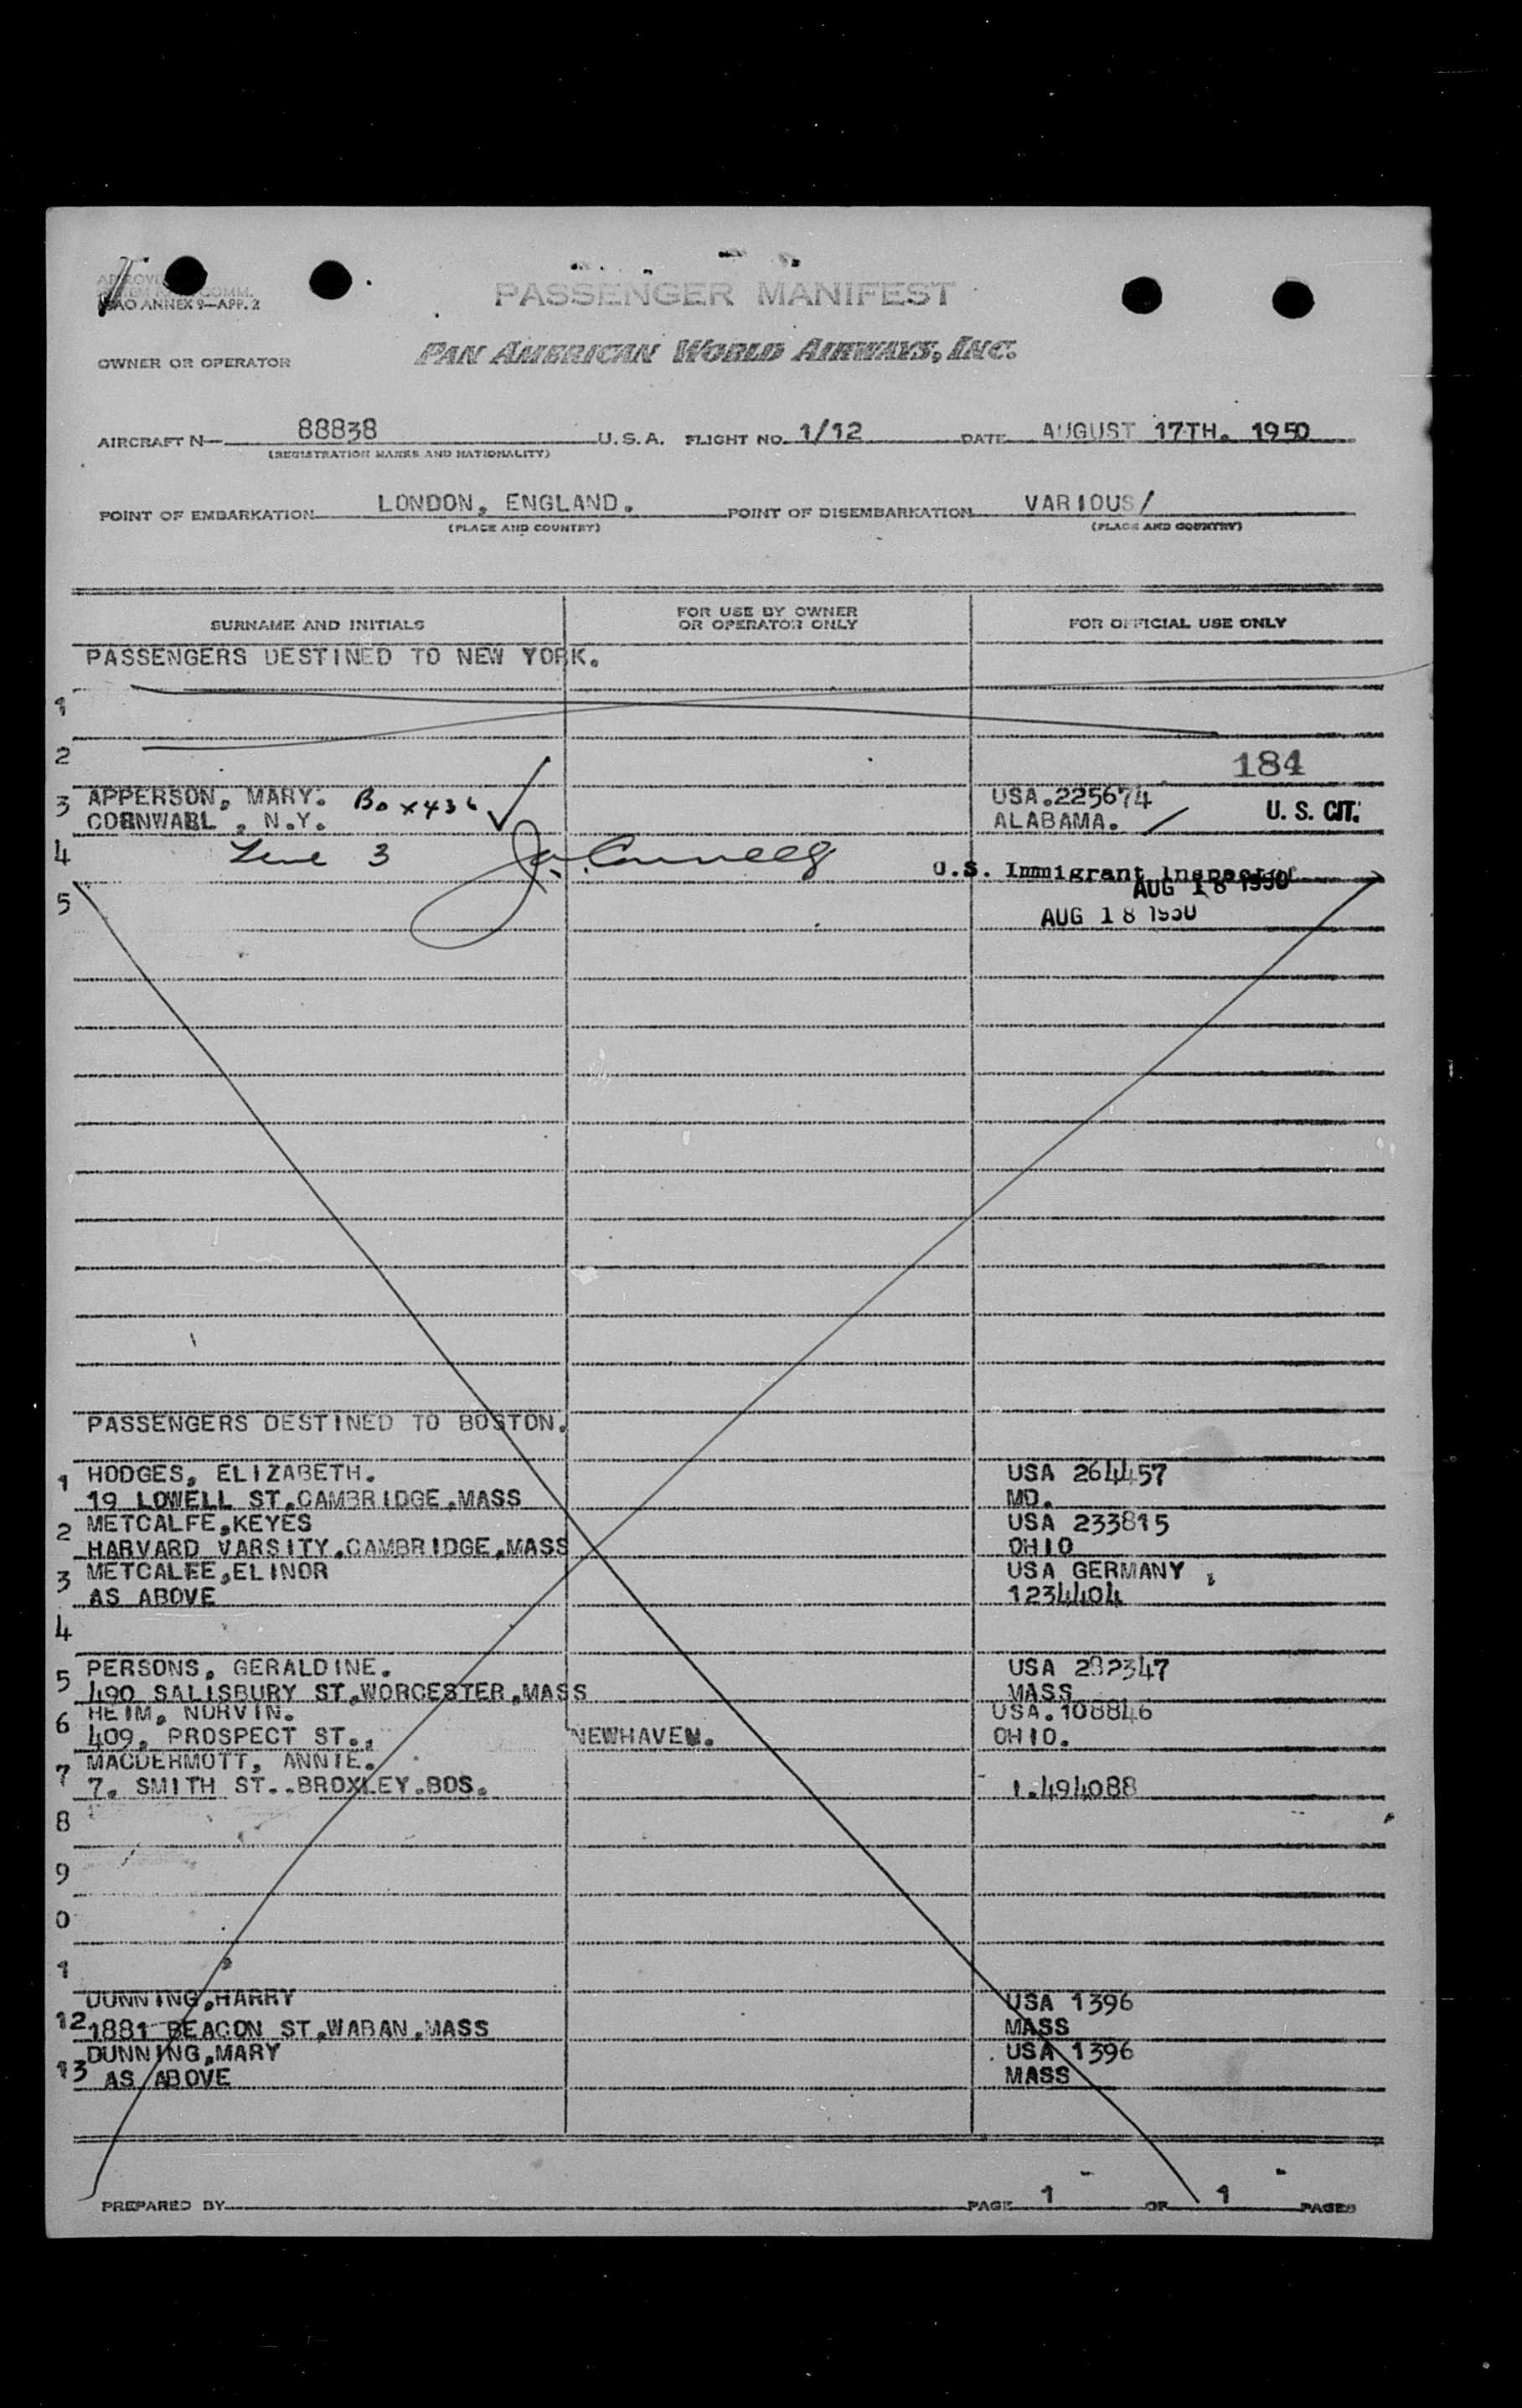 ICAO ANNEX 9—APP. 2
PASSENGER MANIFEST
OWNER OR OPERATOR PAN AMERICAN WORLD AIRWAYS, INC.
AIRCRAFT N— 88838 U.S.A. FLIGHT NO. 1/12 DATE AUGUST 17TH. 1950
(REGISTRATION MARKS AND NATIONALITY)
POINT OF EMBARKATION LONDON, ENGLAND. POINT OF DISEMBARKATION VARIOUS/
(PLACE AND COUNTRY) (PLACE AND COUNTRY)
SURNAME AND INITIALS FOR USE BY OWNER OR OPERATOR ONLY FOR OFFICIAL USE ONLY
PASSENGERS DESTINED TO NEW YORK.
1
2
184
3 APPERSON, MARY. Box 436 USA.225674
CORNWALL, N.Y. ALABAMA. U. S. CIT.
4 Line 3
U.S. Immigrant Inspector
AUG 18 1950
5
AUG 18 1950
PASSENGERS DESTINED TO BOSTON.
1 HODGES, ELIZABETH. USA 264457
19 LOWELL ST,CAMBRIDGE,MASS MD.
2 METCALFE,KEYES USA 233815
HARVARD VARSITY,CAMBRIDGE,MASS OHIO
3 METCALFE,ELINOR USA GERMANY
AS ABOVE 1234404
4
5 PERSONS, GERALDINE. USA 282347
490 SALISBURY ST,WORCESTER,MASS MASS
6 HEIM, NORVIN. USA.108846
409, PROSPECT ST., NEWHAVEN. OHIO.
7 MACDERMOTT, ANNIE.
7, SMITH ST..BROXLEY.BOS. 1.494088
8
9
0
1
DUNNING,HARRY USA 1396
12 1881 BEACON ST,WABAN,MASS MASS
DUNNING,MARY USA 1396
13 AS ABOVE MASS
PREPARED BY PAGE 1 OF 1 PAGES